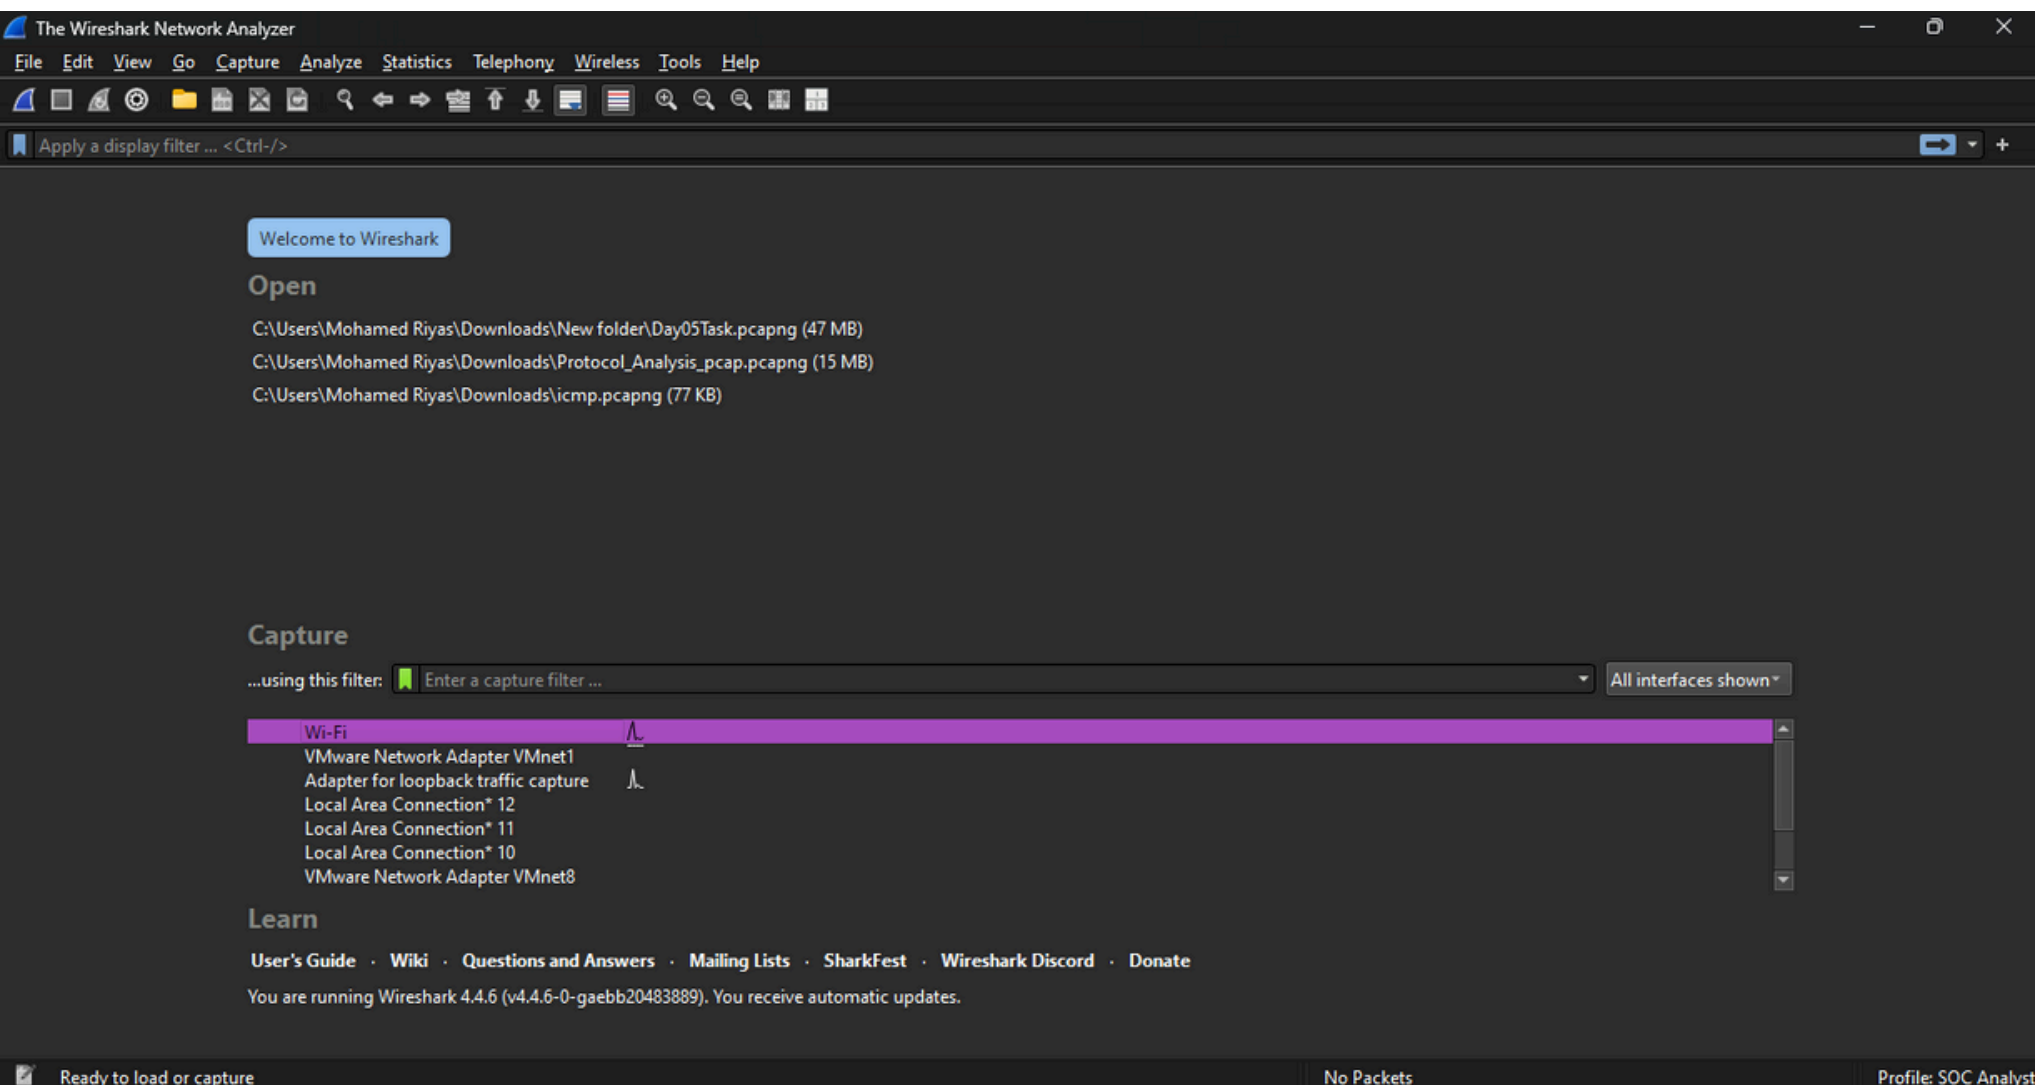 The Wireshark Network Analyzer
File Edit View Go Capture Analyze Statistics Telephony Wireless Tools Help
Apply a display filter ... <Ctrl-/>
Welcome to Wireshark
Open
C:\Users\Mohamed Riyas\Downloads\New folder\Day05Task.pcapng (47 MB)
C:\Users\Mohamed Riyas\Downloads\Protocol_Analysis_pcap.pcapng (15 MB)
C:\Users\Mohamed Riyas\Downloads\icmp.pcapng (77 KB)
Capture
...using this filter: Enter a capture filter ... All interfaces shown
Wi-Fi
VMware Network Adapter VMnet1
Adapter for loopback traffic capture
Local Area Connection* 12
Local Area Connection* 11
Local Area Connection* 10
VMware Network Adapter VMnet8
Learn
User's Guide · Wiki · Questions and Answers · Mailing Lists · SharkFest · Wireshark Discord · Donate
You are running Wireshark 4.4.6 (v4.4.6-0-gaebb20483889). You receive automatic updates.
Ready to load or capture No Packets Profile: SOC Analyst